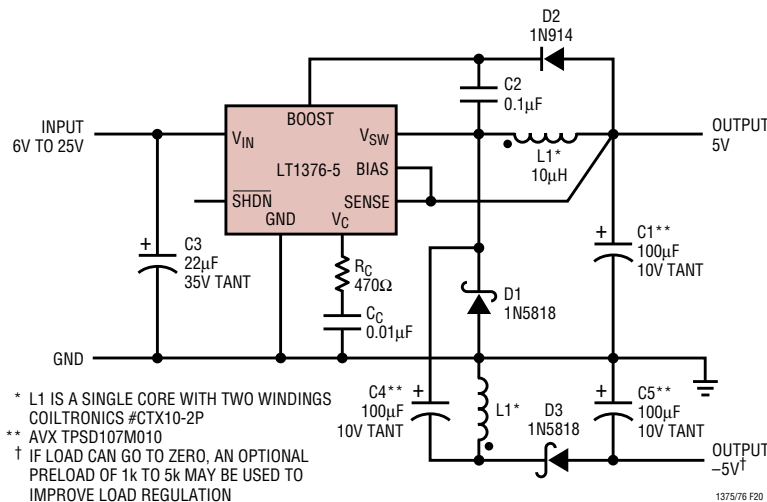 D2
1N914
C2
0.1µF
INPUT
6V TO 25V
BOOST
V_IN
V_SW
LT1376-5
BIAS
SHDN
SENSE
GND
V_C
L1*
10µH
OUTPUT
5V
C3
22µF
35V TANT
+
R_C
470Ω
C_C
0.01µF
D1
1N5818
+
C1**
100µF
10V TANT
GND
C4**
100µF
10V TANT
+
L1*
D3
1N5818
+
C5**
100µF
10V TANT
OUTPUT
–5V†
* L1 IS A SINGLE CORE WITH TWO WINDINGS
COILTRONICS #CTX10-2P
** AVX TPSD107M010
† IF LOAD CAN GO TO ZERO, AN OPTIONAL
PRELOAD OF 1k TO 5k MAY BE USED TO
IMPROVE LOAD REGULATION
1375/76 F20